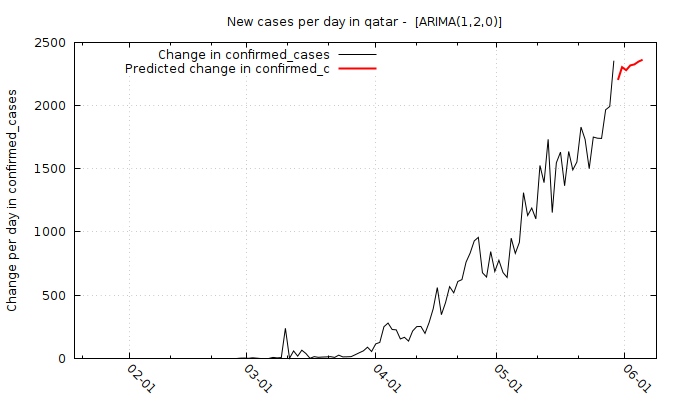 New cases per day in qatar - [ARIMA(1,2,0)]
Change in confirmed_cases
Predicted change in confirmed_c
Change per day in confirmed_cases
2500
2000
1500
1000
500
0
02-01
03-01
04-01
05-01
06-01